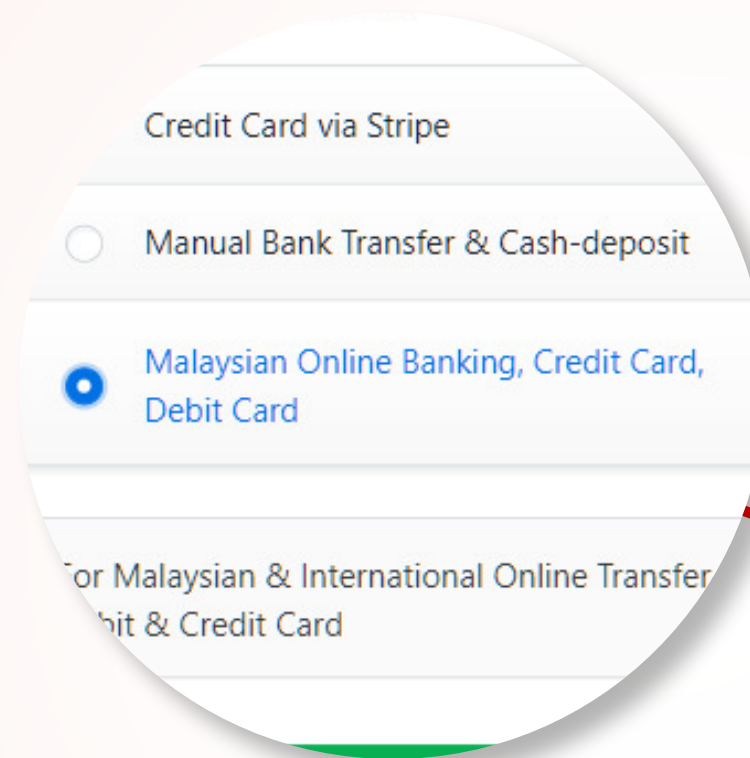 Credit Card via Stripe
Manual Bank Transfer & Cash-deposit
Malaysian Online Banking, Credit Card,
Debit Card
For Malaysian & International Online Transfer
& Credit Card